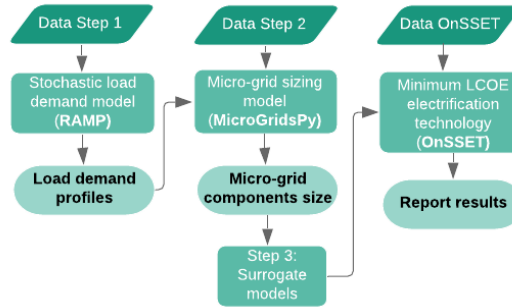 Data Step 1
Stochastic load
demand model
(RAMP)
Load demand
profiles
Data Step 2
Micro-grid sizing
model
(MicroGridsPy)
Micro-grid
components size
Step 3:
Surrogate
models
Data OnSSET
Minimum LCOE
electrification
technology
(OnSSET)
Report results